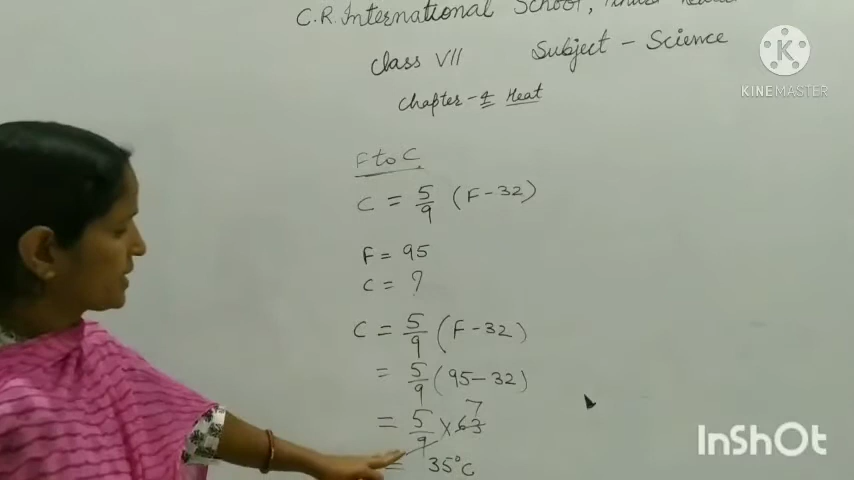 C.R. International School,
Class VII Subject - Science
KINEMASTER
Chapter - 4 Heat
F to C
C = 5/9 (F - 32)
F = 95
C = ?
C = 5/9 (F - 32)
= 5/9 (95 - 32)
= 5/9 × 63 7
= 35°C
InShOt